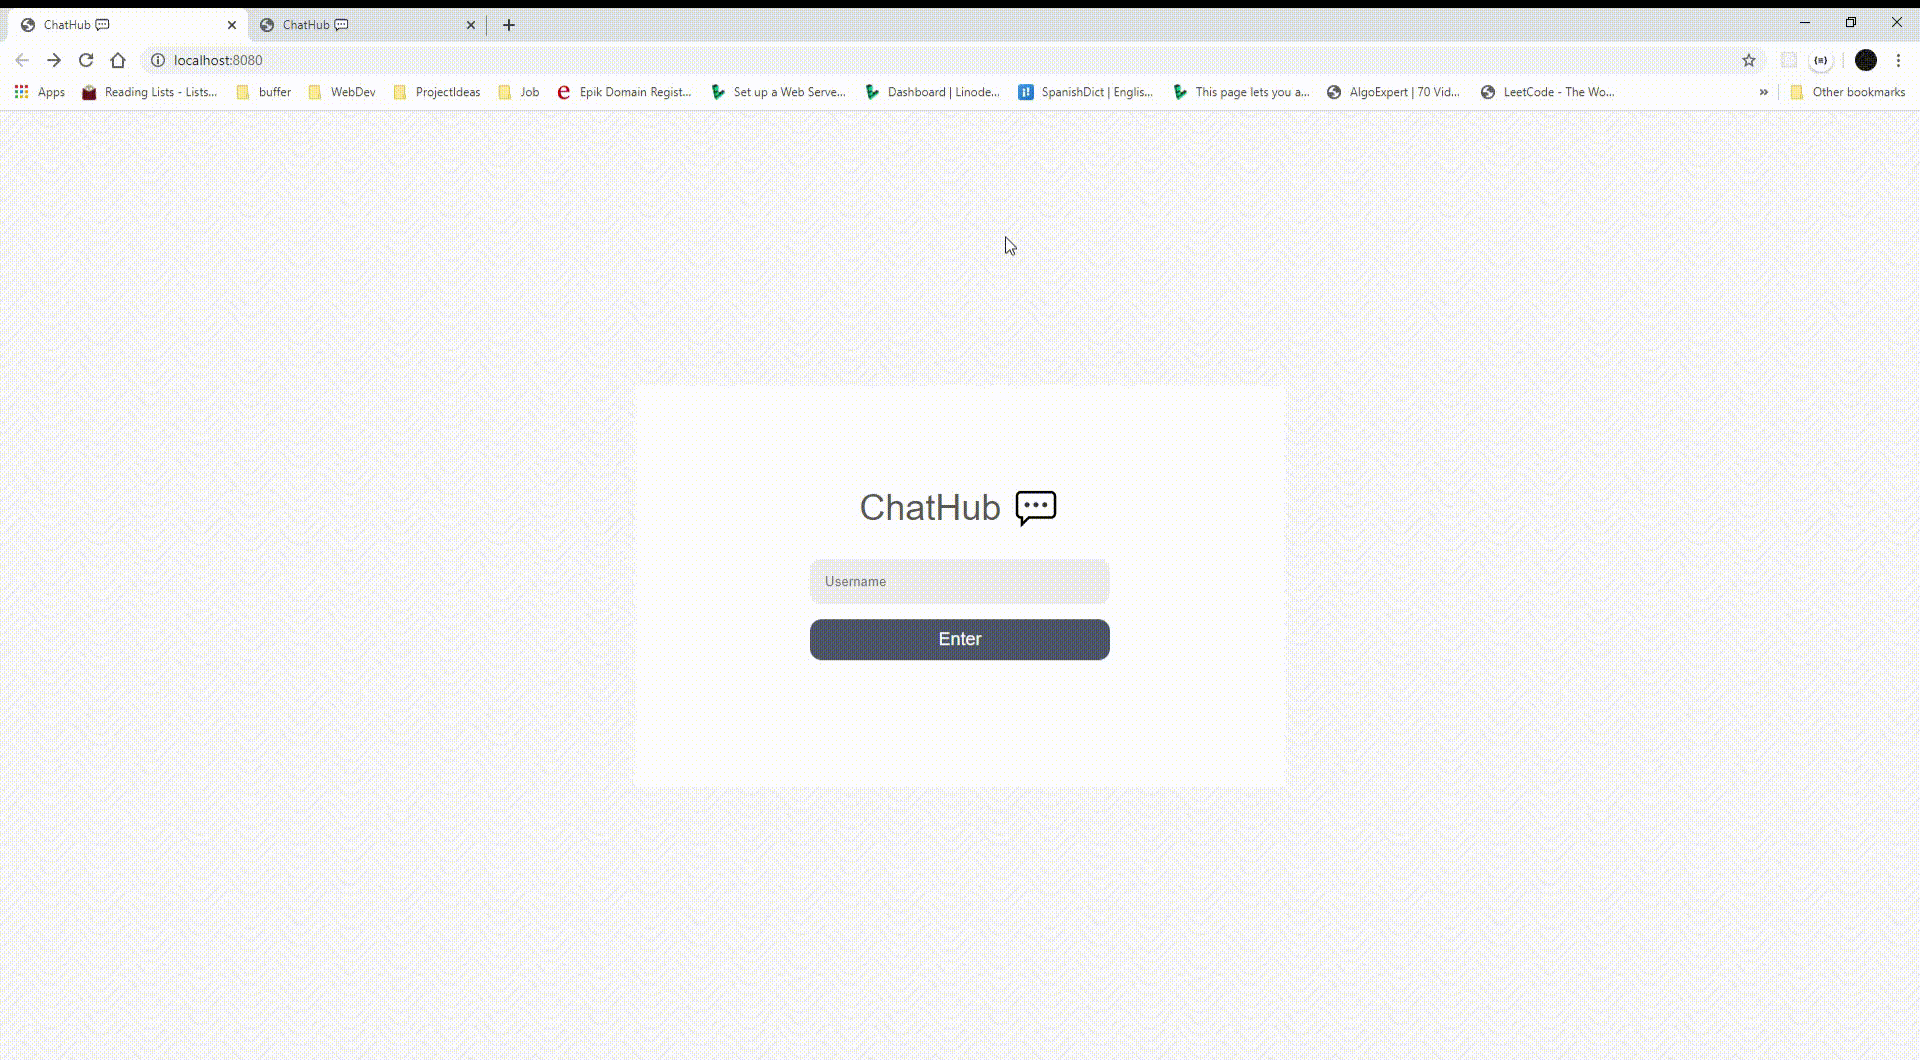 ChatHub 💬 ChatHub 💬
localhost:8080
Apps Reading Lists - Lists... buffer WebDev ProjectIdeas Job Epik Domain Regist... Set up a Web Serve... Dashboard | Linode... SpanishDict | Englis... This page lets you a... AlgoExpert | 70 Vid... LeetCode - The Wo... » Other bookmarks
ChatHub 💬
Username
Enter